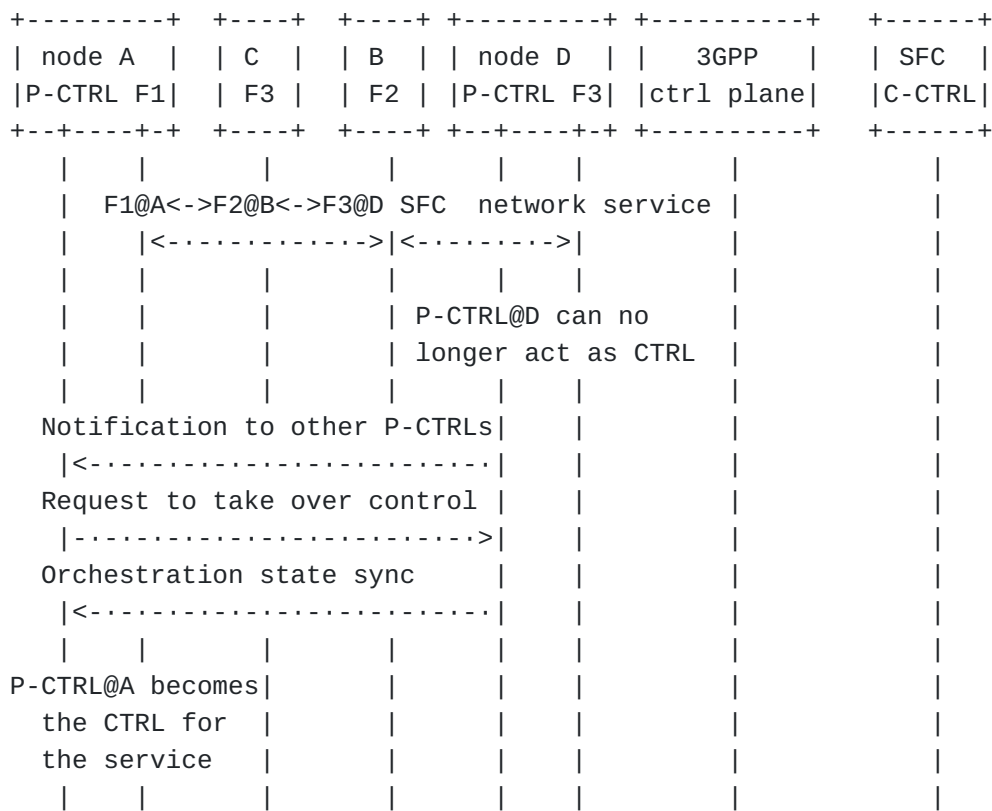 +---------+  +----+  +----+ +---------+ +----------+   +------+
| node A  |  | C  |  | B  | | node D  | |   3GPP   |   | SFC  |
|P-CTRL F1|  | F3 |  | F2 | |P-CTRL F3| |ctrl plane|   |C-CTRL|
+--+----+-+  +----+  +----+ +--+----+-+ +----------+   +------+
   |    |       |       |      |    |         |            |
   |  F1@A<->F2@B<->F3@D SFC  network service |            |
   |    |<-·-·-·-·-·-·->|<-·-·-·-·->|         |            |
   |    |       |       |      |    |         |            |
   |    |       |       | P-CTRL@D can no     |            |
   |    |       |       | longer act as CTRL  |            |
   |    |       |       |      |    |         |            |
  Notification to other P-CTRLs|    |         |            |
   |<-·-·-·-·-·-·-·-·-·-·-·-·-·|    |         |            |
  Request to take over control |    |         |            |
   |-·-·-·-·-·-·-·-·-·-·-·-·->|    |         |            |
  Orchestration state sync     |    |         |            |
   |<-·-·-·-·-·-·-·-·-·-·-·-·-·|    |         |            |
   |    |       |       |      |    |         |            |
P-CTRL@A becomes|       |      |    |         |            |
  the CTRL for  |       |      |    |         |            |
  the service   |       |      |    |         |            |
   |    |       |       |      |    |         |            |